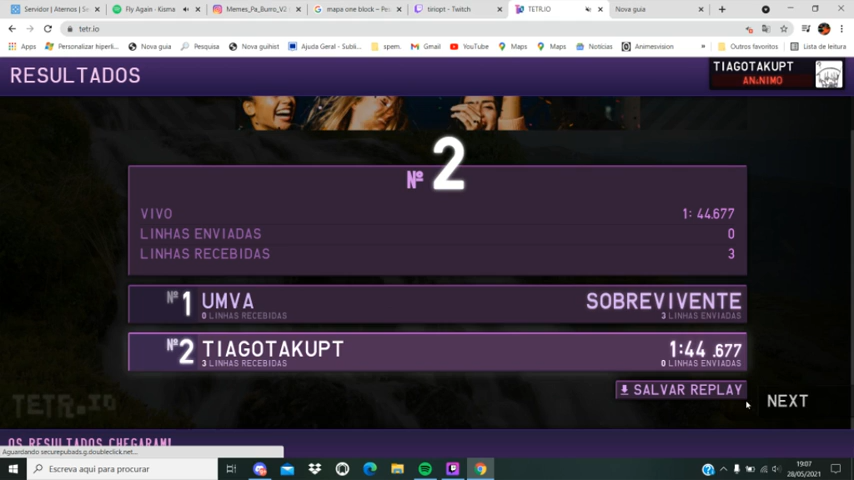 Servidor | Aternos | Se
Fly Again - Kisma
Memes_Pa_Burro_V2
mapa one block – Pe
tiriopt - Twitch
TETR.IO
Nova guia
tetr.io
Apps
Personalizar hiperli...
Nova guia
Pesquisa
Nova guihist
Ajuda Geral - Subli...
spem.
Gmail
YouTube
Maps
Maps
Notícias
Animesvision
»
Outros favoritos
Lista de leitura
RESULTADOS
TIAGOTAKUPT
ANÓNIMO
Nº 2
VIVO 1: 44.677
LINHAS ENVIADAS 0
LINHAS RECEBIDAS 3
Nº 1 UMVA SOBREVIVENTE
0 LINHAS RECEBIDAS 3 LINHAS ENVIADAS
Nº 2 TIAGOTAKUPT 1:44 .677
3 LINHAS RECEBIDAS 0 LINHAS ENVIADAS
SALVAR REPLAY
NEXT
TETR.IO
OS RESULTADOS CHEGARAM!
Aguardando securepubads.g.doubleclick.net...
Escreva aqui para procurar
19:07
28/05/2021